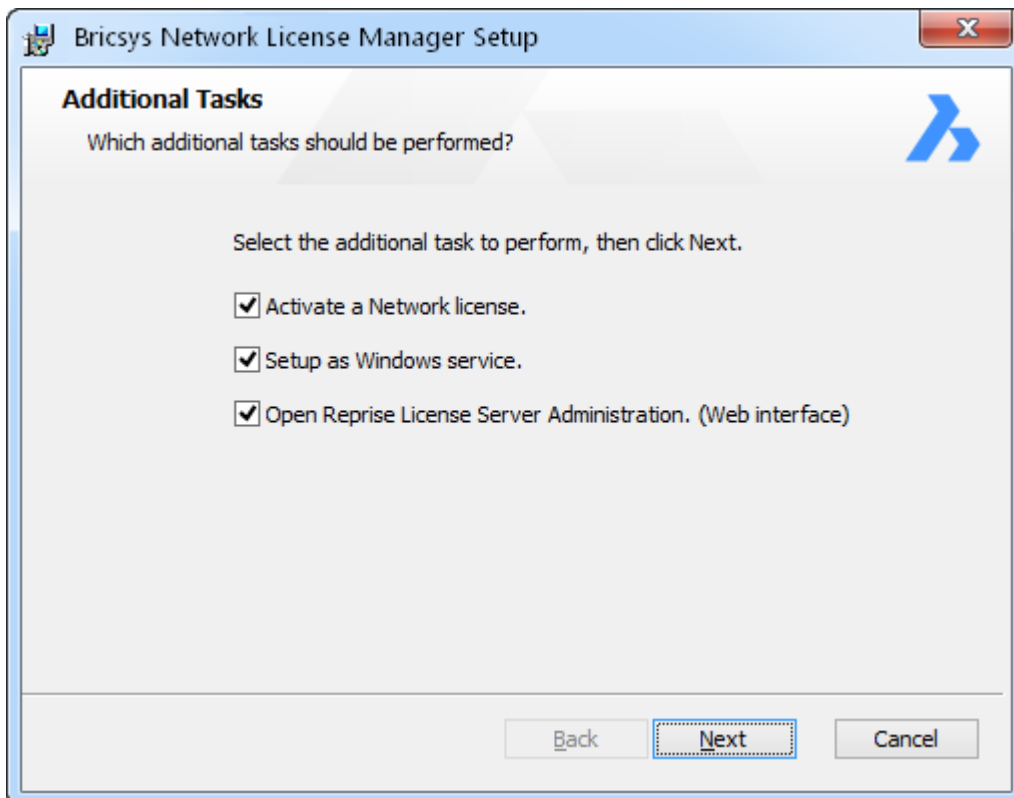 Bricsys Network License Manager Setup
Additional Tasks
Which additional tasks should be performed?
Select the additional task to perform, then click Next.
Activate a Network license.
Setup as Windows service.
Open Reprise License Server Administration. (Web interface)
Back Next Cancel